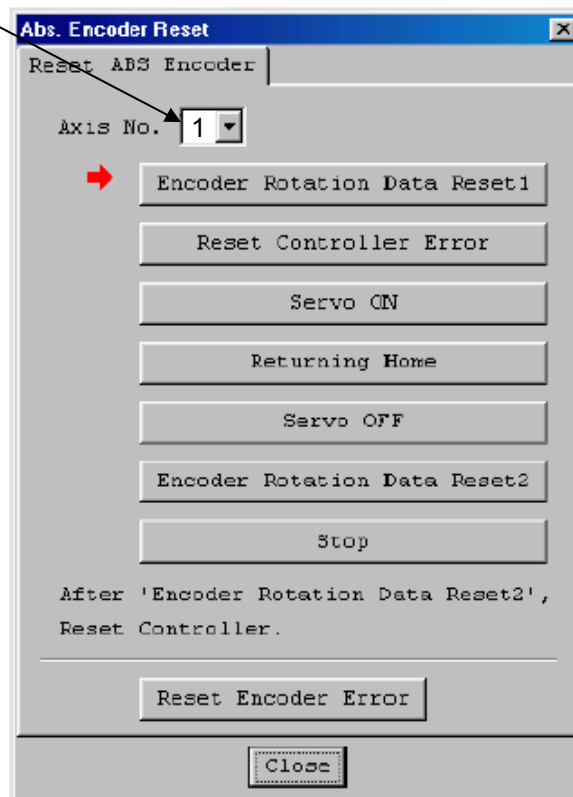 Abs. Encoder Reset
Reset ABS Encoder
Axis No. 1
Encoder Rotation Data Reset1
Reset Controller Error
Servo ON
Returning Home
Servo OFF
Encoder Rotation Data Reset2
Stop
After 'Encoder Rotation Data Reset2',
Reset Controller.
Reset Encoder Error
Close